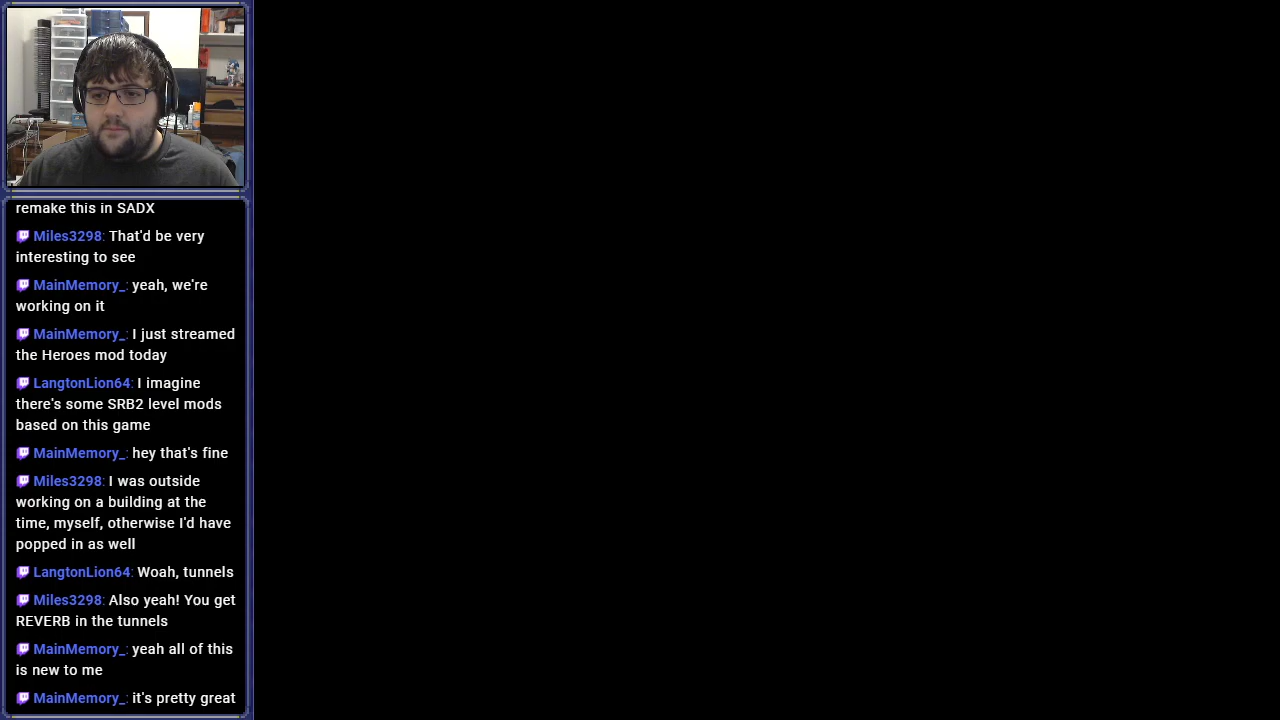 remake this in SADX
Miles3298: That'd be very
interesting to see
MainMemory_: yeah, we're
working on it
MainMemory_: I just streamed
the Heroes mod today
LangtonLion64: I imagine
there's some SRB2 level mods
based on this game
MainMemory_: hey that's fine
Miles3298: I was outside
working on a building at the
time, myself, otherwise I'd have
popped in as well
LangtonLion64: Woah, tunnels
Miles3298: Also yeah! You get
REVERB in the tunnels
MainMemory_: yeah all of this
is new to me
MainMemory_: it's pretty great